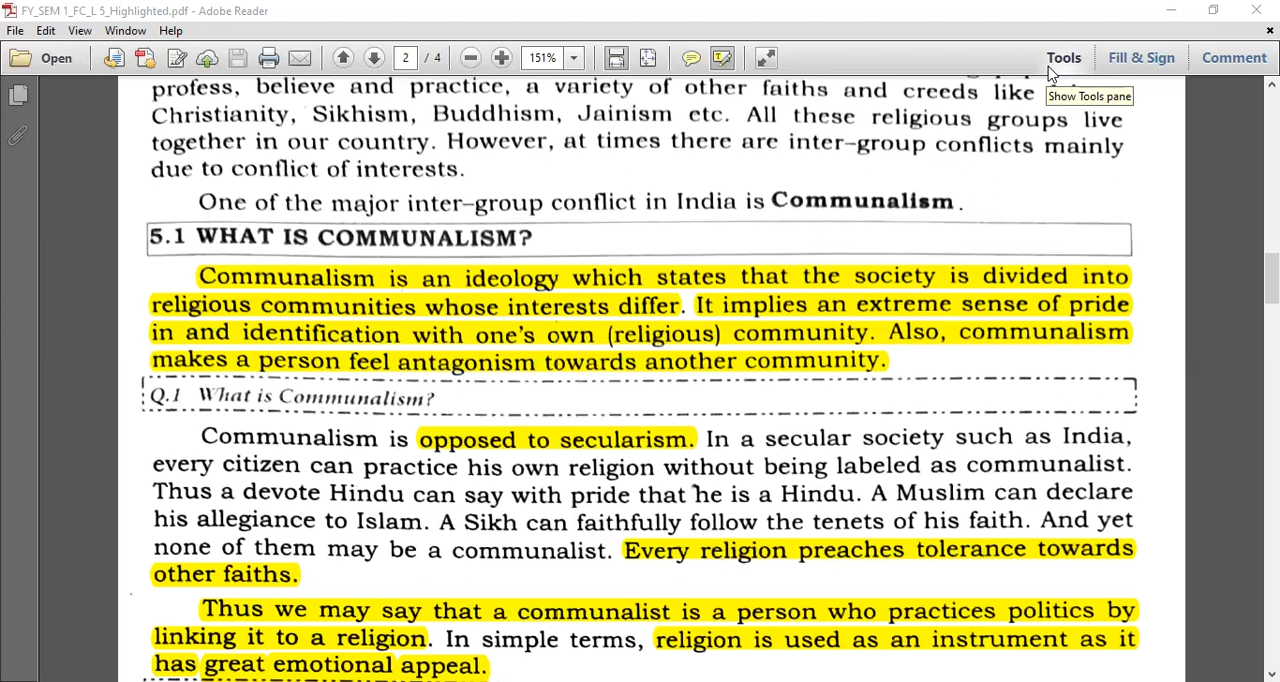 FY_SEM 1_FC_L 5_Highlighted.pdf - Adobe Reader
File Edit View Window Help
Open 2 / 4 151% Tools Fill & Sign Comment
Show Tools pane
profess, believe and practice, a variety of other faiths and creeds like
Christianity, Sikhism, Buddhism, Jainism etc. All these religious groups live
together in our country. However, at times there are inter-group conflicts mainly
due to conflict of interests.
One of the major inter-group conflict in India is Communalism.
5.1 WHAT IS COMMUNALISM?
Communalism is an ideology which states that the society is divided into
religious communities whose interests differ. It implies an extreme sense of pride
in and identification with one's own (religious) community. Also, communalism
makes a person feel antagonism towards another community.
Q.1 What is Communalism?
Communalism is opposed to secularism. In a secular society such as India,
every citizen can practice his own religion without being labeled as communalist.
Thus a devote Hindu can say with pride that he is a Hindu. A Muslim can declare
his allegiance to Islam. A Sikh can faithfully follow the tenets of his faith. And yet
none of them may be a communalist. Every religion preaches tolerance towards
other faiths.
Thus we may say that a communalist is a person who practices politics by
linking it to a religion. In simple terms, religion is used as an instrument as it
has great emotional appeal.